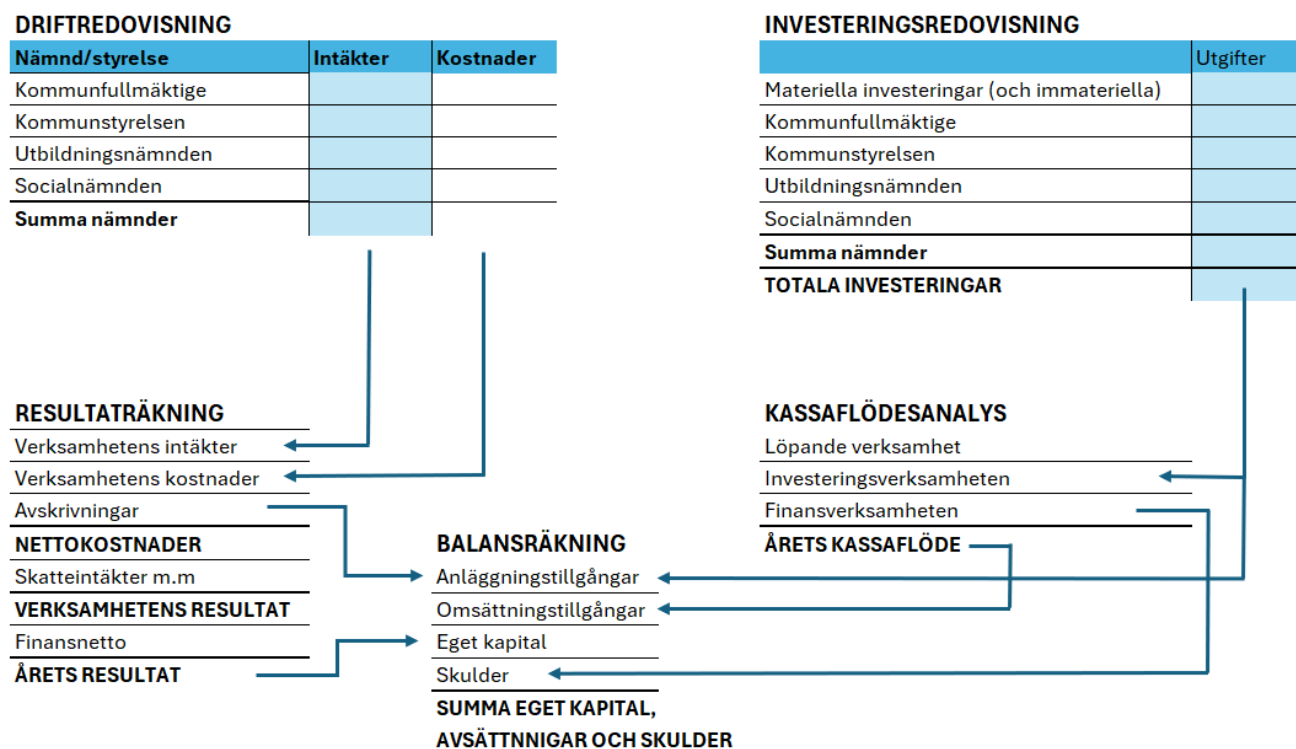 DRIFTREDOVISNING
Nämnd/styrelse Intäkter Kostnader
Kommunfullmäktige
Kommunstyrelsen
Utbildningsnämnden
Socialnämnden
Summa nämnder
INVESTERINGSREDOVISNING
Utgifter
Materiella investeringar (och immateriella)
Kommunfullmäktige
Kommunstyrelsen
Utbildningsnämnden
Socialnämnden
Summa nämnder
TOTALA INVESTERINGAR
RESULTATRÄKNING
Verksamhetens intäkter
Verksamhetens kostnader
Avskrivningar
NETTOKOSTNADER
Skatteintäkter m.m
VERKSAMHETENS RESULTAT
Finansnetto
ÅRETS RESULTAT
BALANSRÄKNING
Anläggningstillgångar
Omsättningstillgångar
Eget kapital
Skulder
SUMMA EGET KAPITAL,
AVSÄTTNNIGAR OCH SKULDER
KASSAFLÖDESANALYS
Löpande verksamhet
Investeringsverksamheten
Finansverksamheten
ÅRETS KASSAFLÖDE